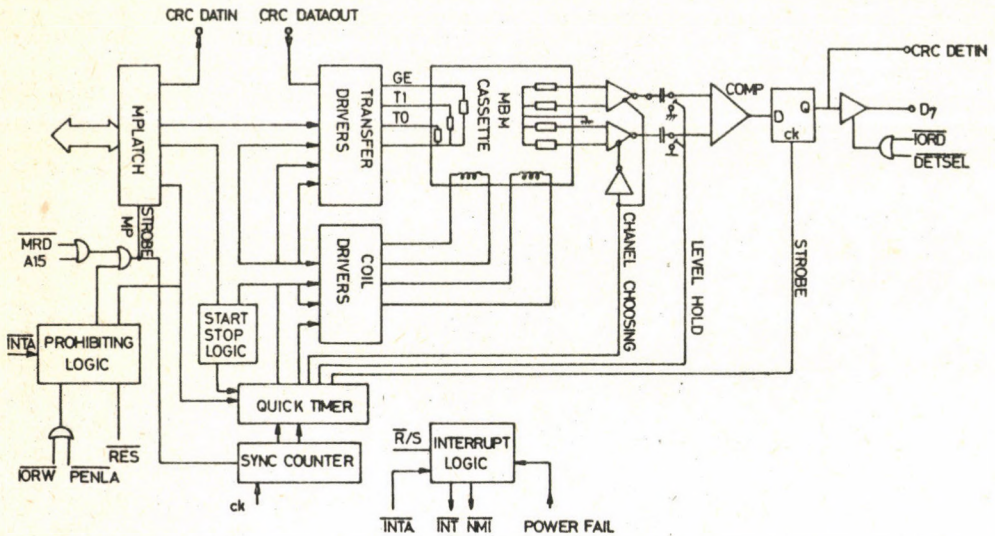 CRC DATIN
CRC DATAOUT
MPLATCH
TRANSFER
DRIVERS
GE
T1
T0
MBM
CASSETTE
COMP
D
Q
ck
CRC DETIN
D7
IORD
DETSEL
STROBE
MP
MRD
A15
COIL
DRIVERS
CHANEL CHOOSING
LEVEL HOLD
STROBE
START
STOP
LOGIC
INTA
PROHIBITING
LOGIC
QUICK TIMER
IORW
PENLA
RES
SYNC COUNTER
ck
R/S
INTERRUPT
LOGIC
INTA
INT
NMI
POWER FAIL